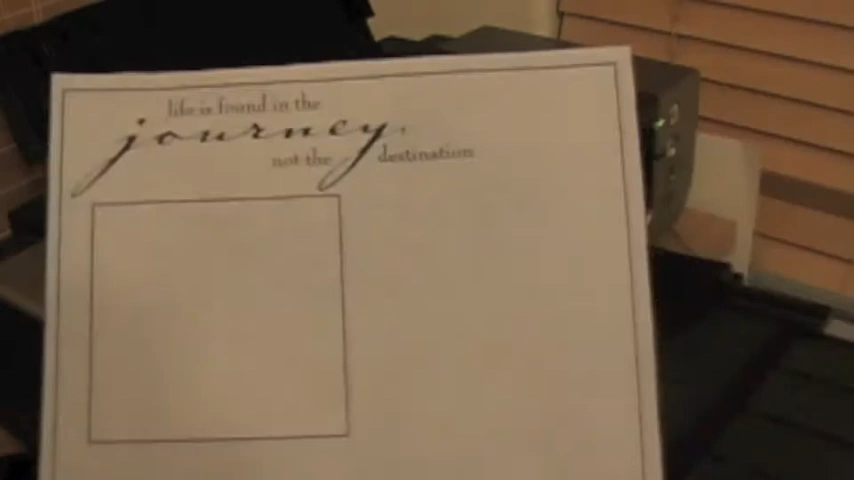 life is found in the
journey,
not the destination